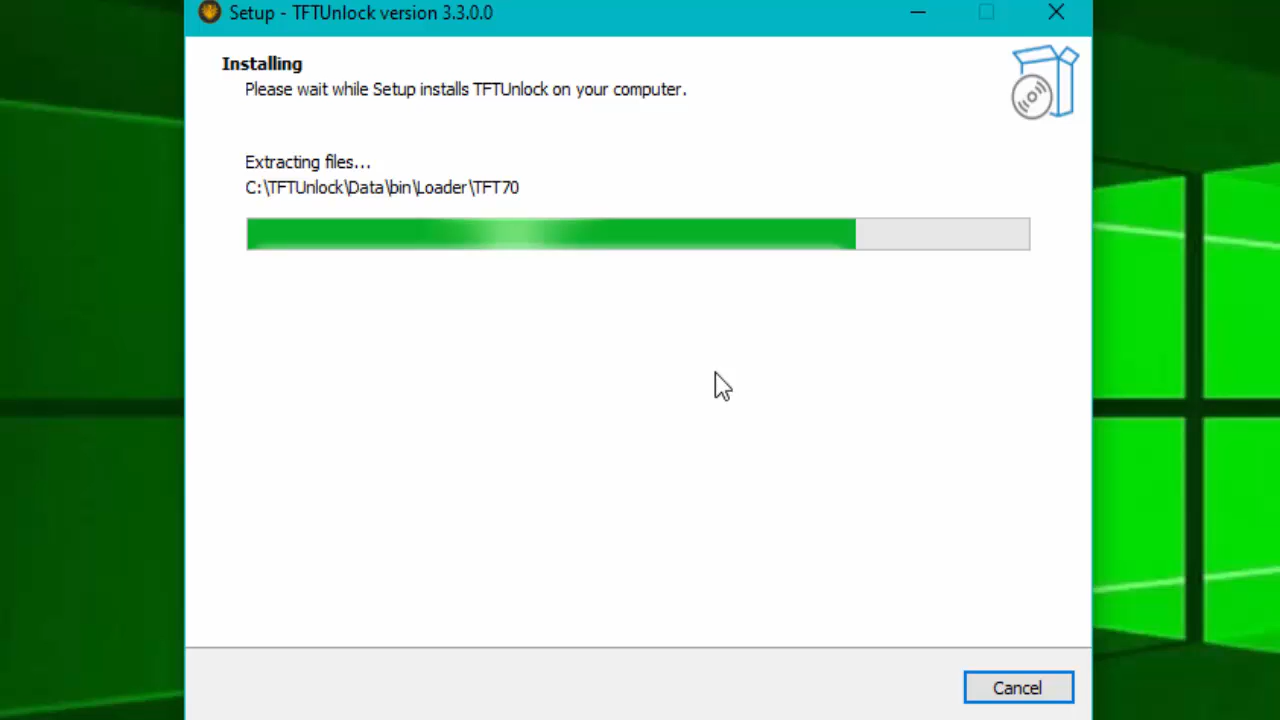 Setup - TFTUnlock version 3.3.0.0
Installing
Please wait while Setup installs TFTUnlock on your computer.
Extracting files...
C:\TFTUnlock\Data\bin\Loader\TFT70
Cancel